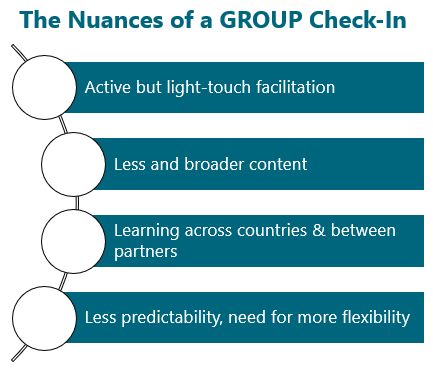 The Nuances of a GROUP Check-In
Active but light-touch facilitation
Less and broader content
Learning across countries & between
partners
Less predictability, need for more flexibility